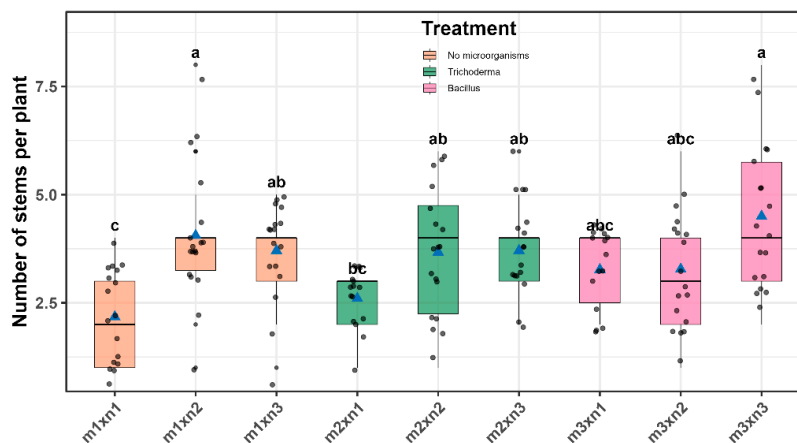 Treatment
No microorganisms
Trichoderma
Bacillus
Number of stems per plant
7.5
5.0
2.5
c
a
ab
bc
ab
ab
abc
abc
a
m1xn1
m1xn2
m1xn3
m2xn1
m2xn2
m2xn3
m3xn1
m3xn2
m3xn3